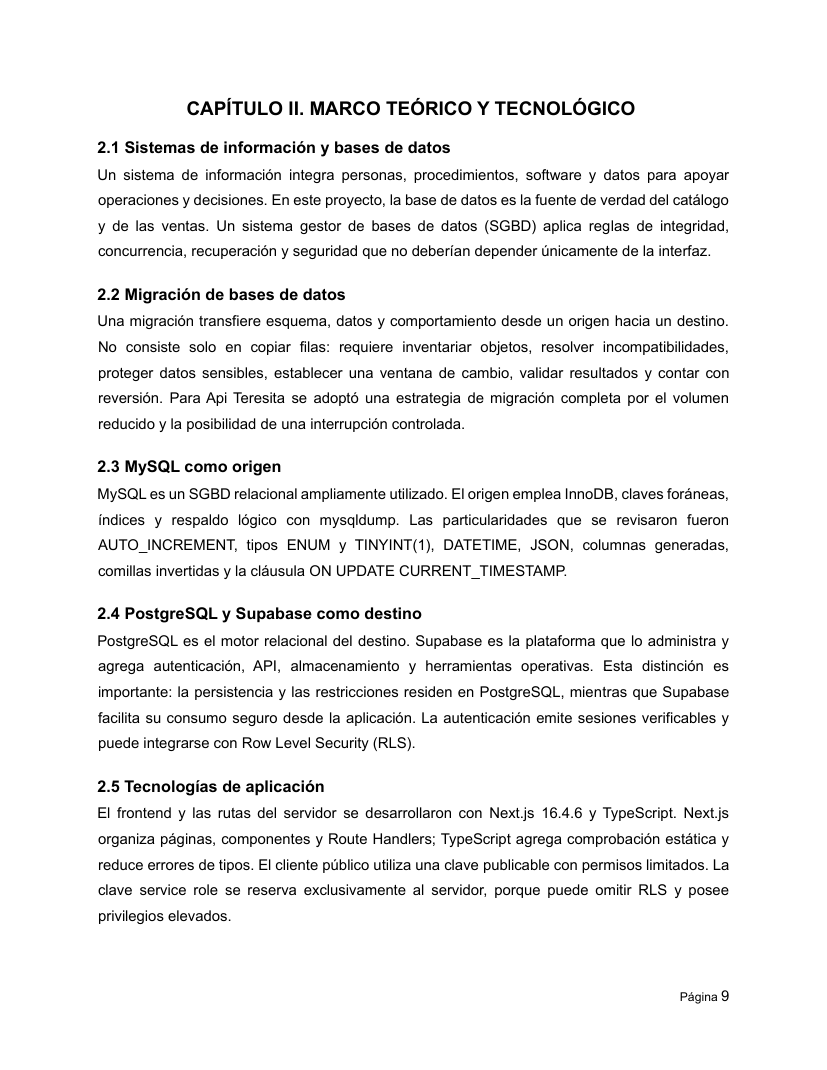 CAPÍTULO II. MARCO TEÓRICO Y TECNOLÓGICO
2.1 Sistemas de información y bases de datos
Un sistema de información integra personas, procedimientos, software y datos para apoyar
operaciones y decisiones. En este proyecto, la base de datos es la fuente de verdad del catálogo
y de las ventas. Un sistema gestor de bases de datos (SGBD) aplica reglas de integridad,
concurrencia, recuperación y seguridad que no deberían depender únicamente de la interfaz.
2.2 Migración de bases de datos
Una migración transfiere esquema, datos y comportamiento desde un origen hacia un destino.
No consiste solo en copiar filas: requiere inventariar objetos, resolver incompatibilidades,
proteger datos sensibles, establecer una ventana de cambio, validar resultados y contar con
reversión. Para Api Teresita se adoptó una estrategia de migración completa por el volumen
reducido y la posibilidad de una interrupción controlada.
2.3 MySQL como origen
MySQL es un SGBD relacional ampliamente utilizado. El origen emplea InnoDB, claves foráneas,
índices y respaldo lógico con mysqldump. Las particularidades que se revisaron fueron
AUTO_INCREMENT, tipos ENUM y TINYINT(1), DATETIME, JSON, columnas generadas,
comillas invertidas y la cláusula ON UPDATE CURRENT_TIMESTAMP.
2.4 PostgreSQL y Supabase como destino
PostgreSQL es el motor relacional del destino. Supabase es la plataforma que lo administra y
agrega autenticación, API, almacenamiento y herramientas operativas. Esta distinción es
importante: la persistencia y las restricciones residen en PostgreSQL, mientras que Supabase
facilita su consumo seguro desde la aplicación. La autenticación emite sesiones verificables y
puede integrarse con Row Level Security (RLS).
2.5 Tecnologías de aplicación
El frontend y las rutas del servidor se desarrollaron con Next.js 16.4.6 y TypeScript. Next.js
organiza páginas, componentes y Route Handlers; TypeScript agrega comprobación estática y
reduce errores de tipos. El cliente público utiliza una clave publicable con permisos limitados. La
clave service role se reserva exclusivamente al servidor, porque puede omitir RLS y posee
privilegios elevados.
Página 9